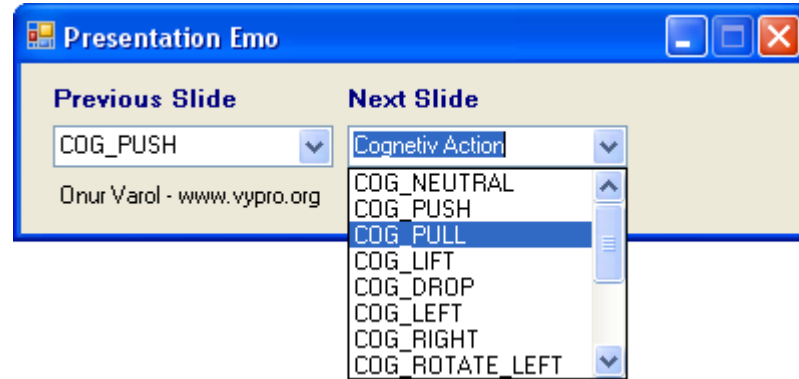 Presentation Emo
Previous Slide
Next Slide
COG_PUSH
Cognetiv Action
Onur Varol - www.vypro.org
COG_NEUTRAL
COG_PUSH
COG_PULL
COG_LIFT
COG_DROP
COG_LEFT
COG_RIGHT
COG_ROTATE_LEFT